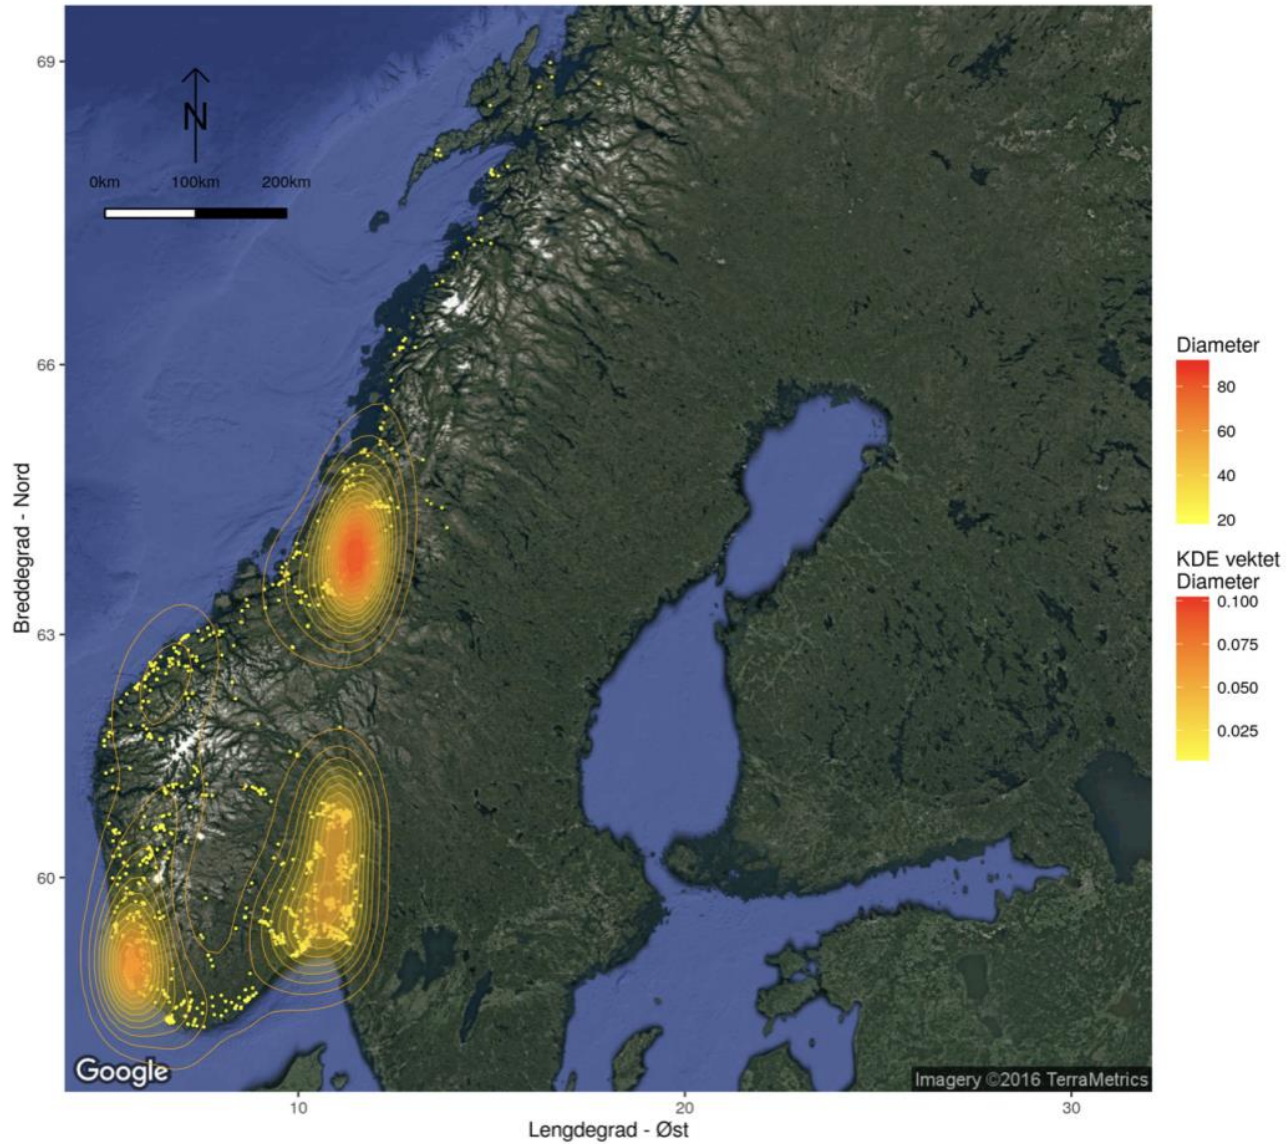 69
N
0km 100km 200km
66
Breddegrad - Nord
63
60
Google
Imagery ©2016 TerraMetrics
10 20 30
Lengdegrad - Øst
Diameter
80
60
40
20
KDE vektet
Diameter
0.100
0.075
0.050
0.025